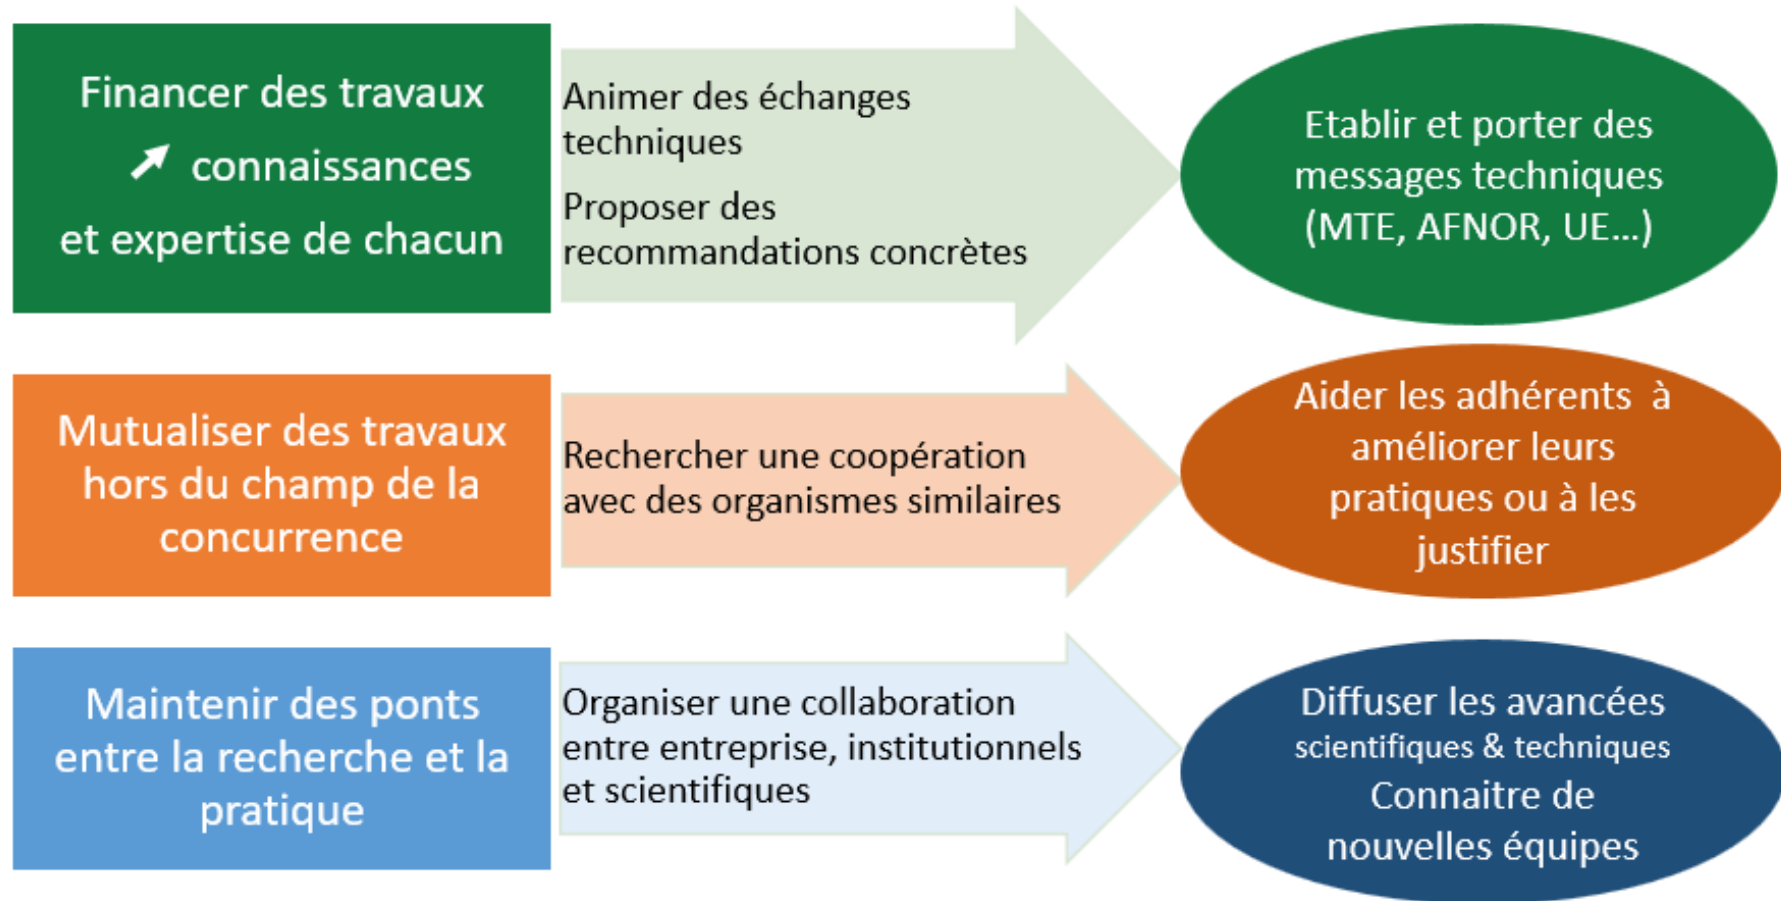 Financer des travaux
➚ connaissances
et expertise de chacun
Animer des échanges
techniques
Proposer des
recommandations concrètes
Etablir et porter des
messages techniques
(MTE, AFNOR, UE...)
Mutualiser des travaux
hors du champ de la
concurrence
Rechercher une coopération
avec des organismes similaires
Aider les adhérents à
améliorer leurs
pratiques ou à les
justifier
Maintenir des ponts
entre la recherche et la
pratique
Organiser une collaboration
entre entreprise, institutionnels
et scientifiques
Diffuser les avancées
scientifiques & techniques
Connaitre de
nouvelles équipes